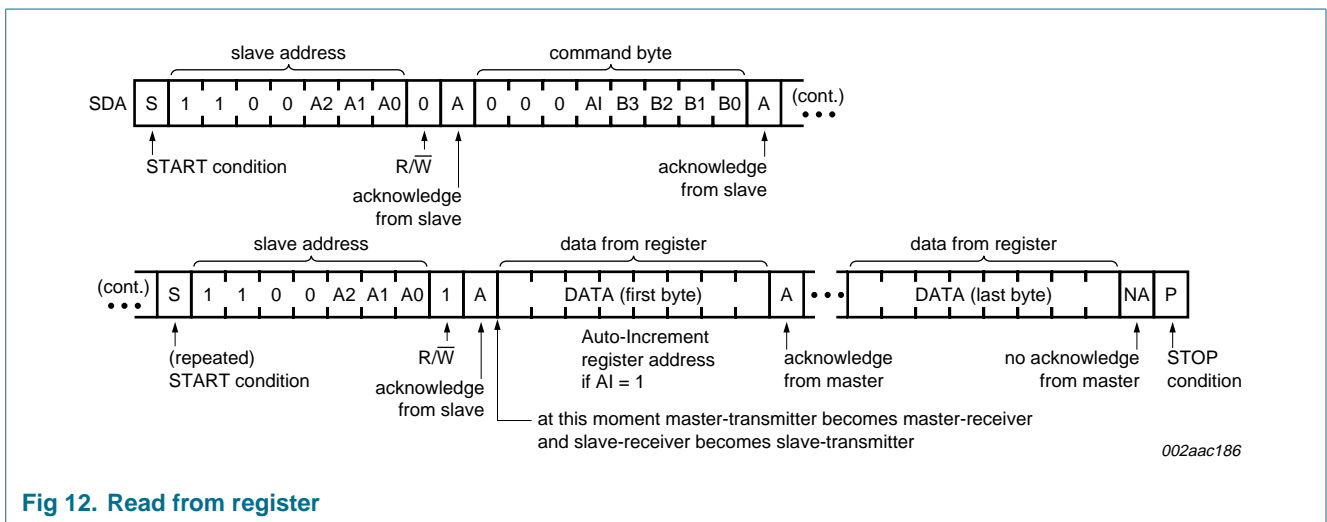 slave address command byte
SDA S 1 1 0 0 A2 A1 A0 0 A 0 0 0 AI B3 B2 B1 B0 A (cont.)
START condition R/W̅ acknowledge from slave acknowledge from slave
slave address data from register data from register
(cont.) S 1 1 0 0 A2 A1 A0 1 A DATA (first byte) A DATA (last byte) NA P
(repeated)
START condition
R/W̅
acknowledge
from slave
Auto-Increment
register address
if AI = 1
acknowledge
from master
no acknowledge
from master
STOP
condition
at this moment master-transmitter becomes master-receiver
and slave-receiver becomes slave-transmitter
002aac186
Fig 12. Read from register